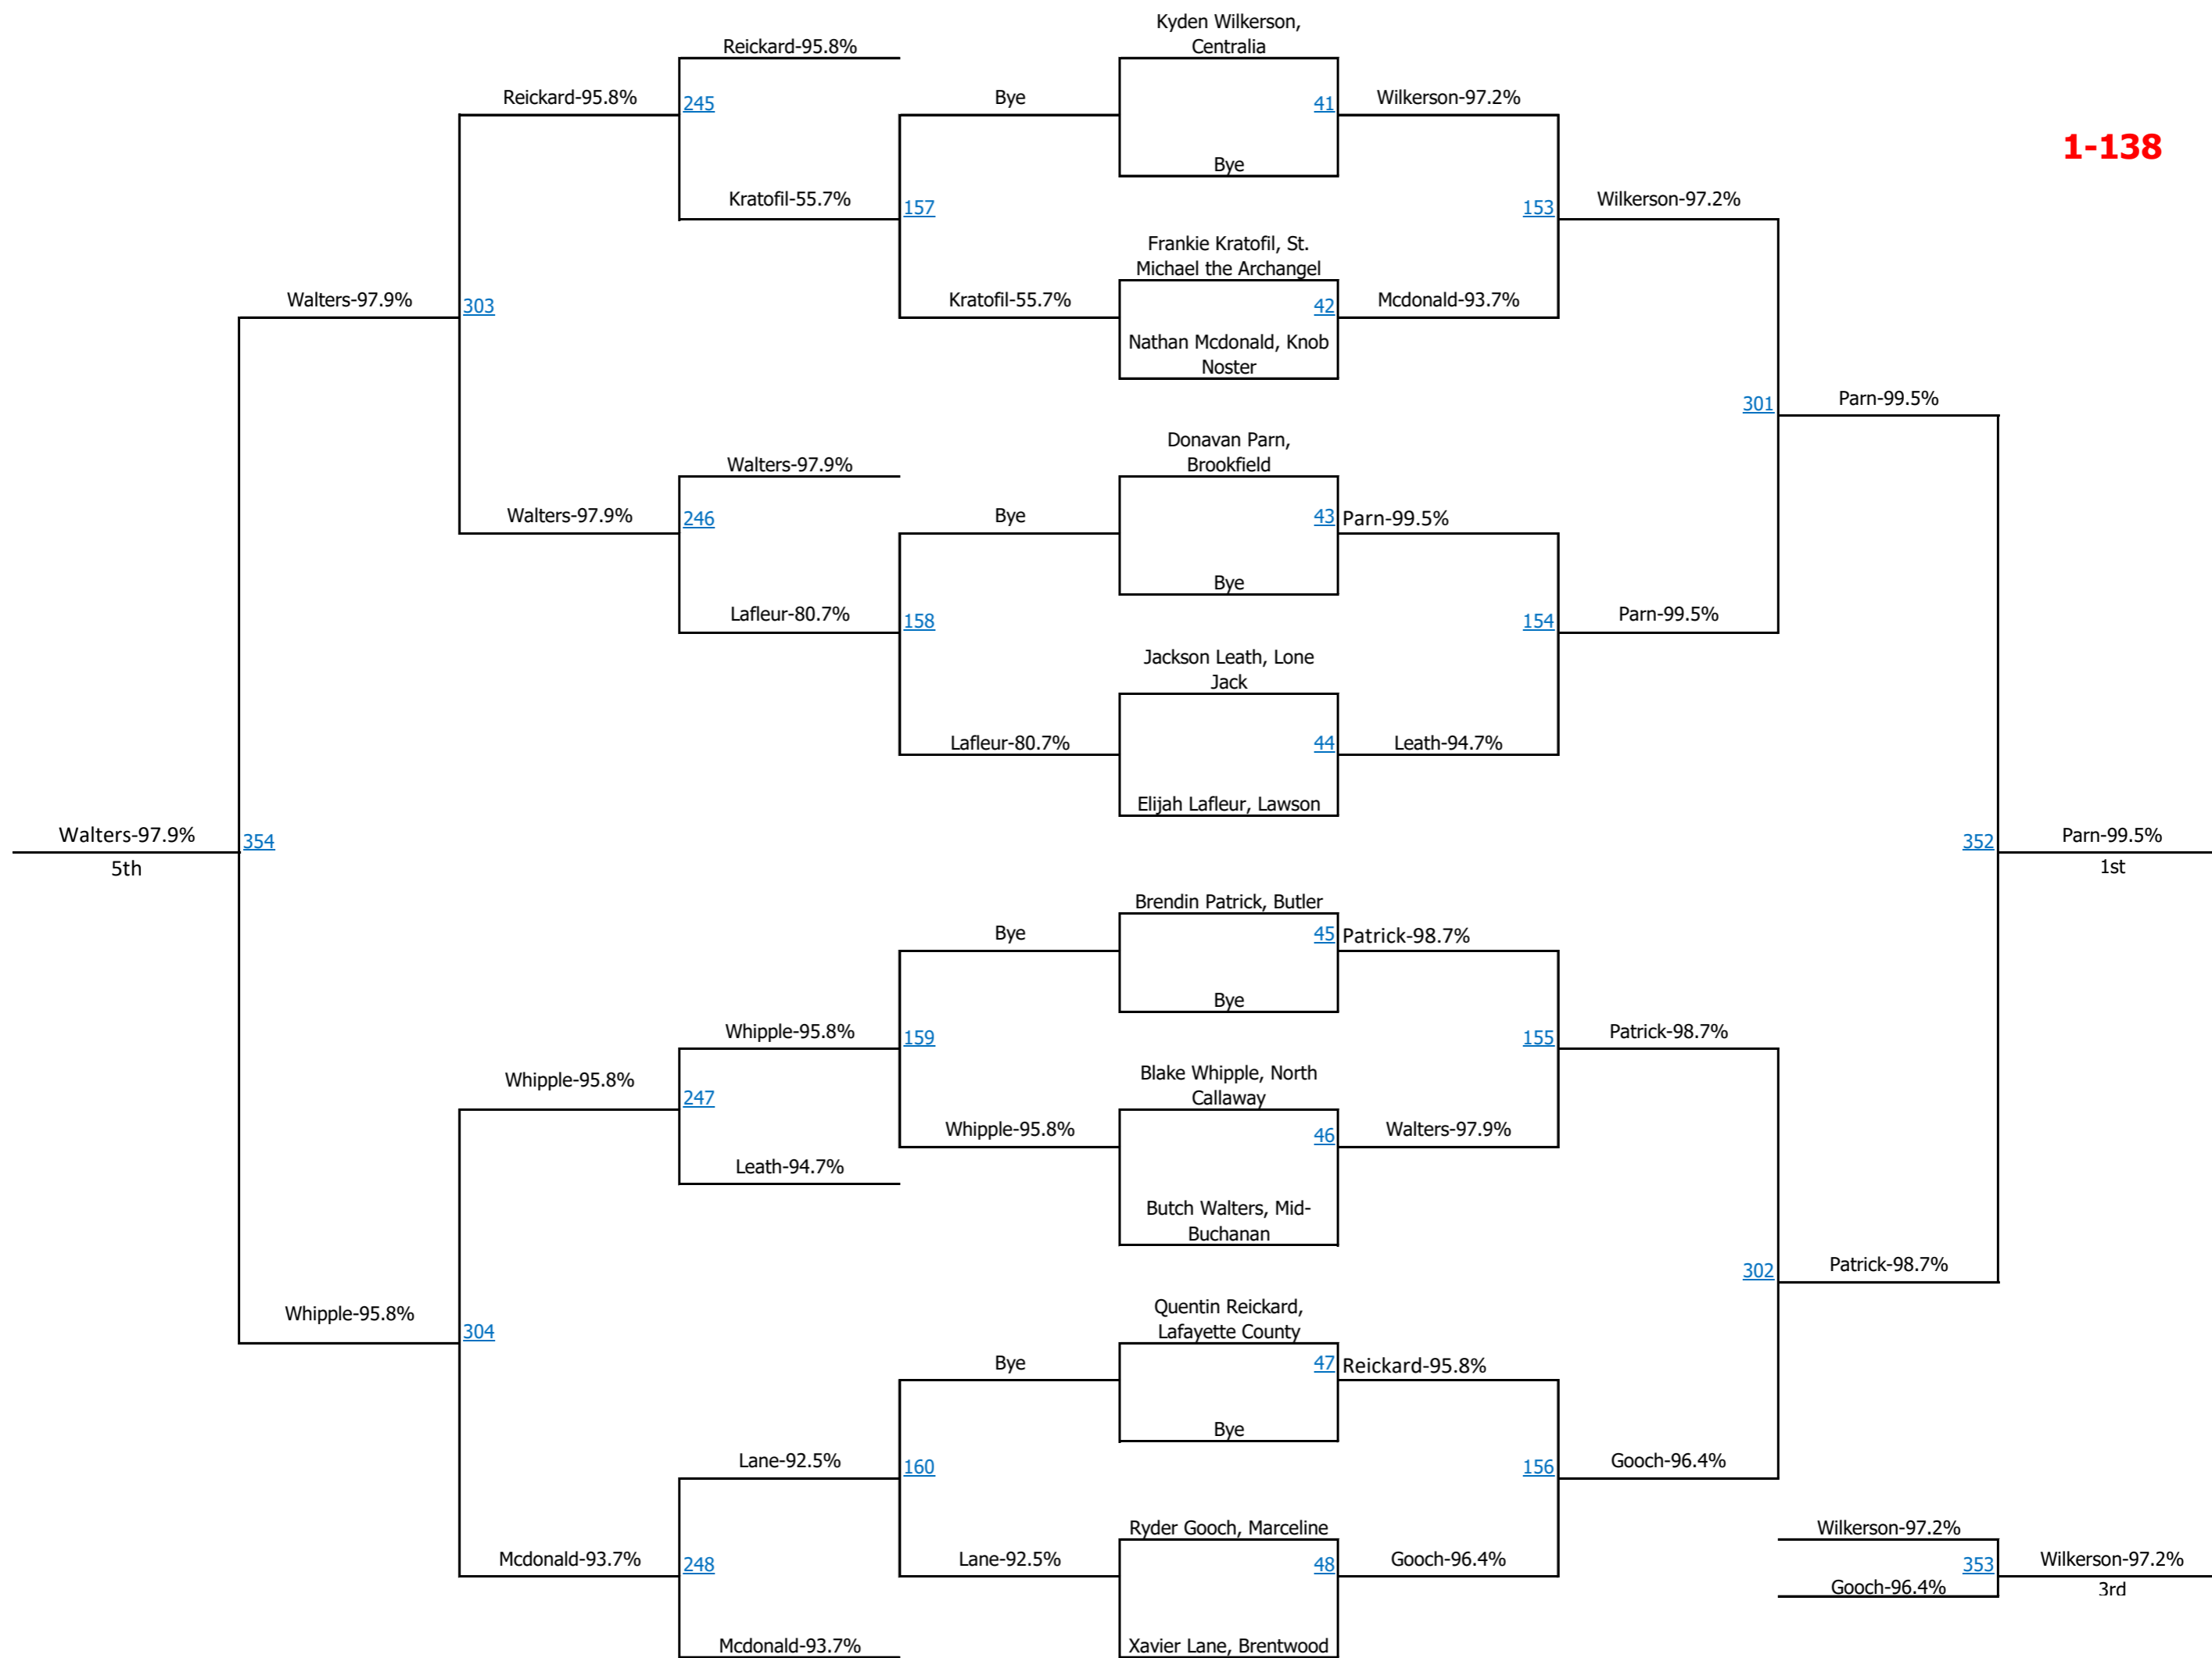 Kyden Wilkerson,
Centralia
Reickard-95.8%
Reickard-95.8%
245
Bye
41
Wilkerson-97.2%
1-138
Bye
Kratofil-55.7%
157
153
Wilkerson-97.2%
Frankie Kratofil, St.
Michael the Archangel
Walters-97.9%
303
Kratofil-55.7%
42
Mcdonald-93.7%
Nathan Mcdonald, Knob
Noster
301
Parn-99.5%
Donavan Parn,
Brookfield
Walters-97.9%
Walters-97.9%
246
Bye
43
Parn-99.5%
Bye
Lafleur-80.7%
158
154
Parn-99.5%
Jackson Leath, Lone
Jack
Lafleur-80.7%
44
Leath-94.7%
Elijah Lafleur, Lawson
Walters-97.9%
354
352
Parn-99.5%
5th
1st
Brendin Patrick, Butler
Bye
45
Patrick-98.7%
Bye
Whipple-95.8%
159
155
Patrick-98.7%
Whipple-95.8%
247
Blake Whipple, North
Callaway
Whipple-95.8%
46
Walters-97.9%
Leath-94.7%
Butch Walters, Mid-
Buchanan
302
Patrick-98.7%
Whipple-95.8%
304
Quentin Reickard,
Lafayette County
Bye
47
Reickard-95.8%
Bye
Lane-92.5%
160
156
Gooch-96.4%
Ryder Gooch, Marceline
Wilkerson-97.2%
Mcdonald-93.7%
248
Lane-92.5%
48
Gooch-96.4%
353
Wilkerson-97.2%
Gooch-96.4%
3rd
Mcdonald-93.7%
Xavier Lane, Brentwood